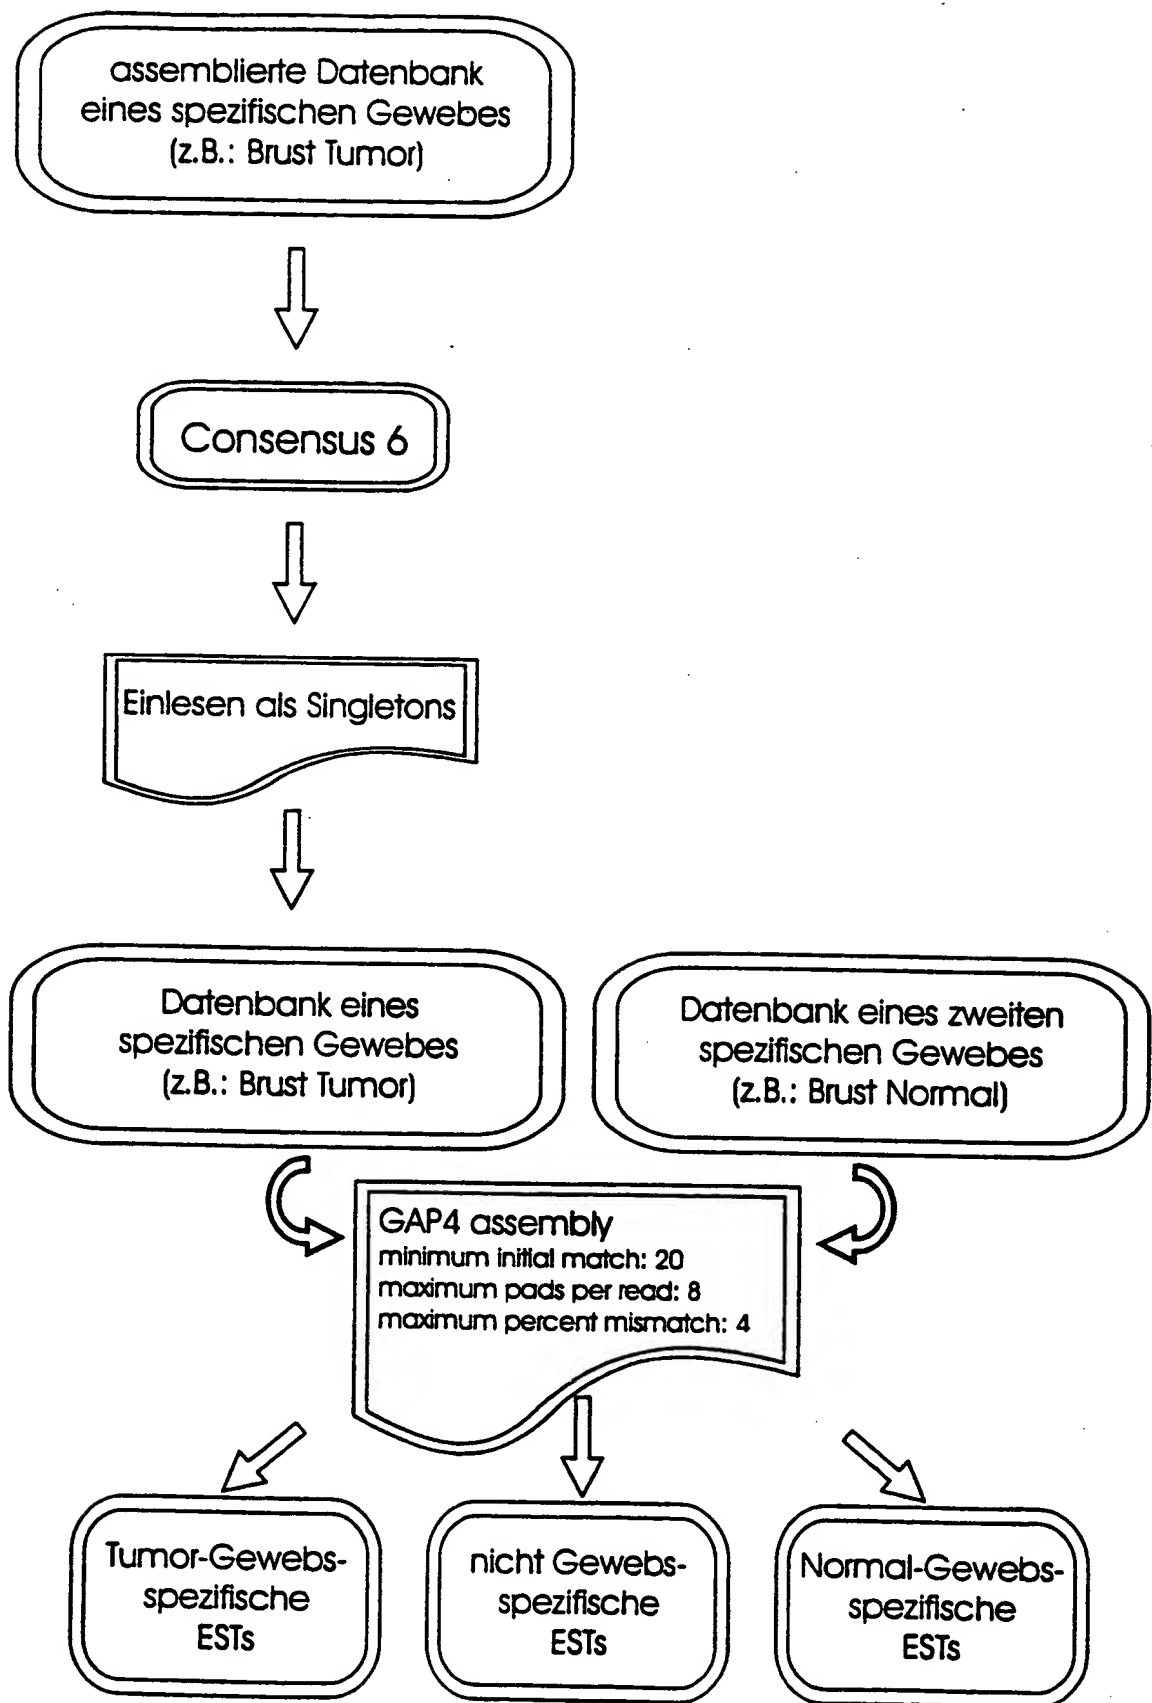 assemblierte Datenbank
eines spezifischen Gewebes
(z.B.: Brust Tumor)
Consensus 6
Einlesen als Singletons
Datenbank eines
spezifischen Gewebes
(z.B.: Brust Tumor)
Datenbank eines zweiten
spezifischen Gewebes
(z.B.: Brust Normal)
GAP4 assembly
minimum initial match: 20
maximum pads per read: 8
maximum percent mismatch: 4
Tumor-Gewebs-
spezifische
ESTs
nicht Gewebs-
spezifische
ESTs
Normal-Gewebs-
spezifische
ESTs